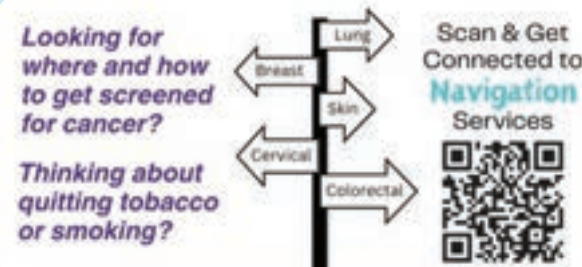 Looking for
where and how
to get screened
for cancer?
Thinking about
quitting tobacco
or smoking?
Lung
Breast
Skin
Cervical
Colorectal
Scan & Get
Connected to
Navigation
Services